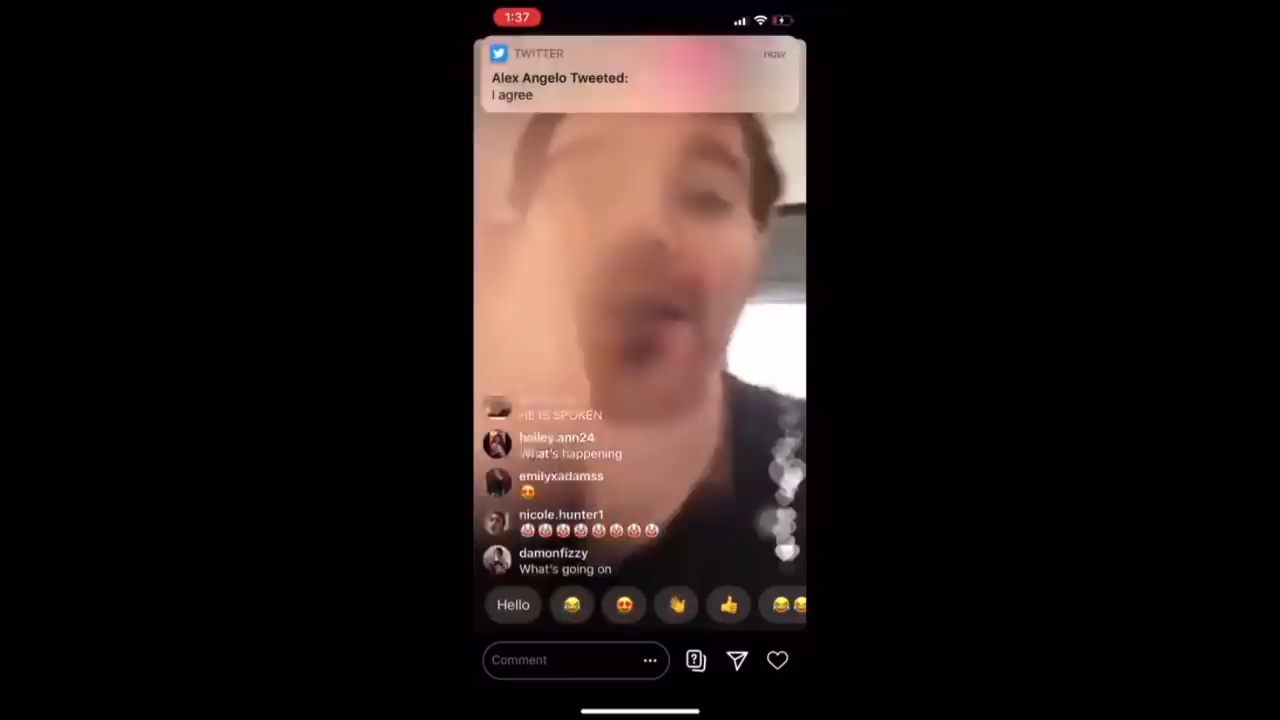 1:37
TWITTER
now
Alex Angelo Tweeted:
I agree
HE IS SPOKEN
hailey.ann24
What's happening
emilyxadamss
😍
nicole.hunter1
🤡🤡🤡🤡🤡🤡🤡🤡
damonfizzy
What's going on
Hello 😂 😍 👋 👍 😂😂
Comment